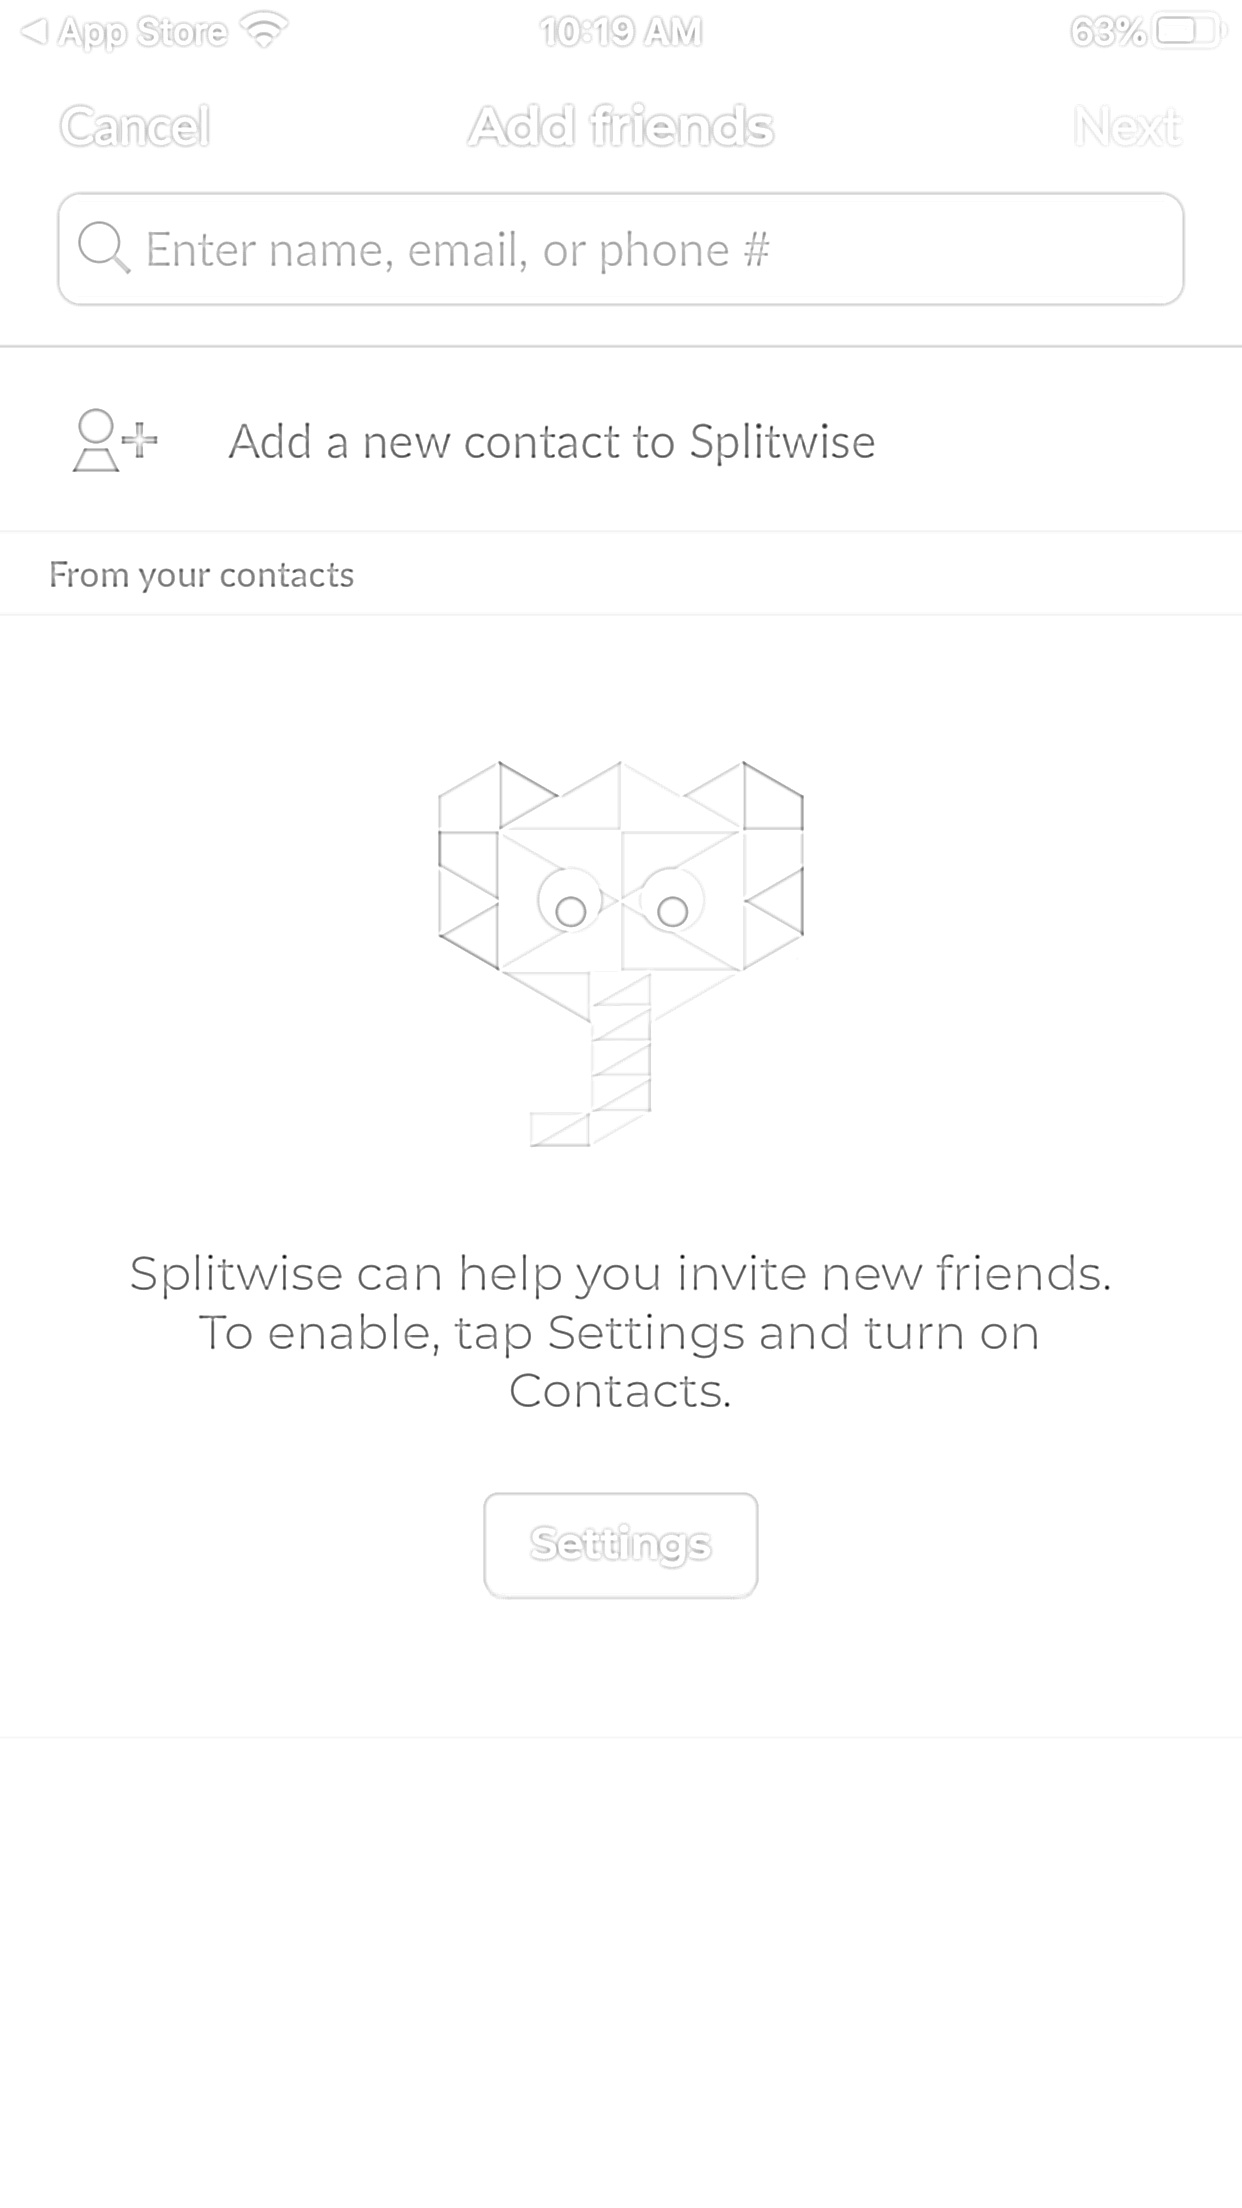 App Store 10:19 AM 63%
Cancel Add friends Next
Enter name, email, or phone #
Add a new contact to Splitwise
From your contacts
Splitwise can help you invite new friends.
To enable, tap Settings and turn on
Contacts.
Settings